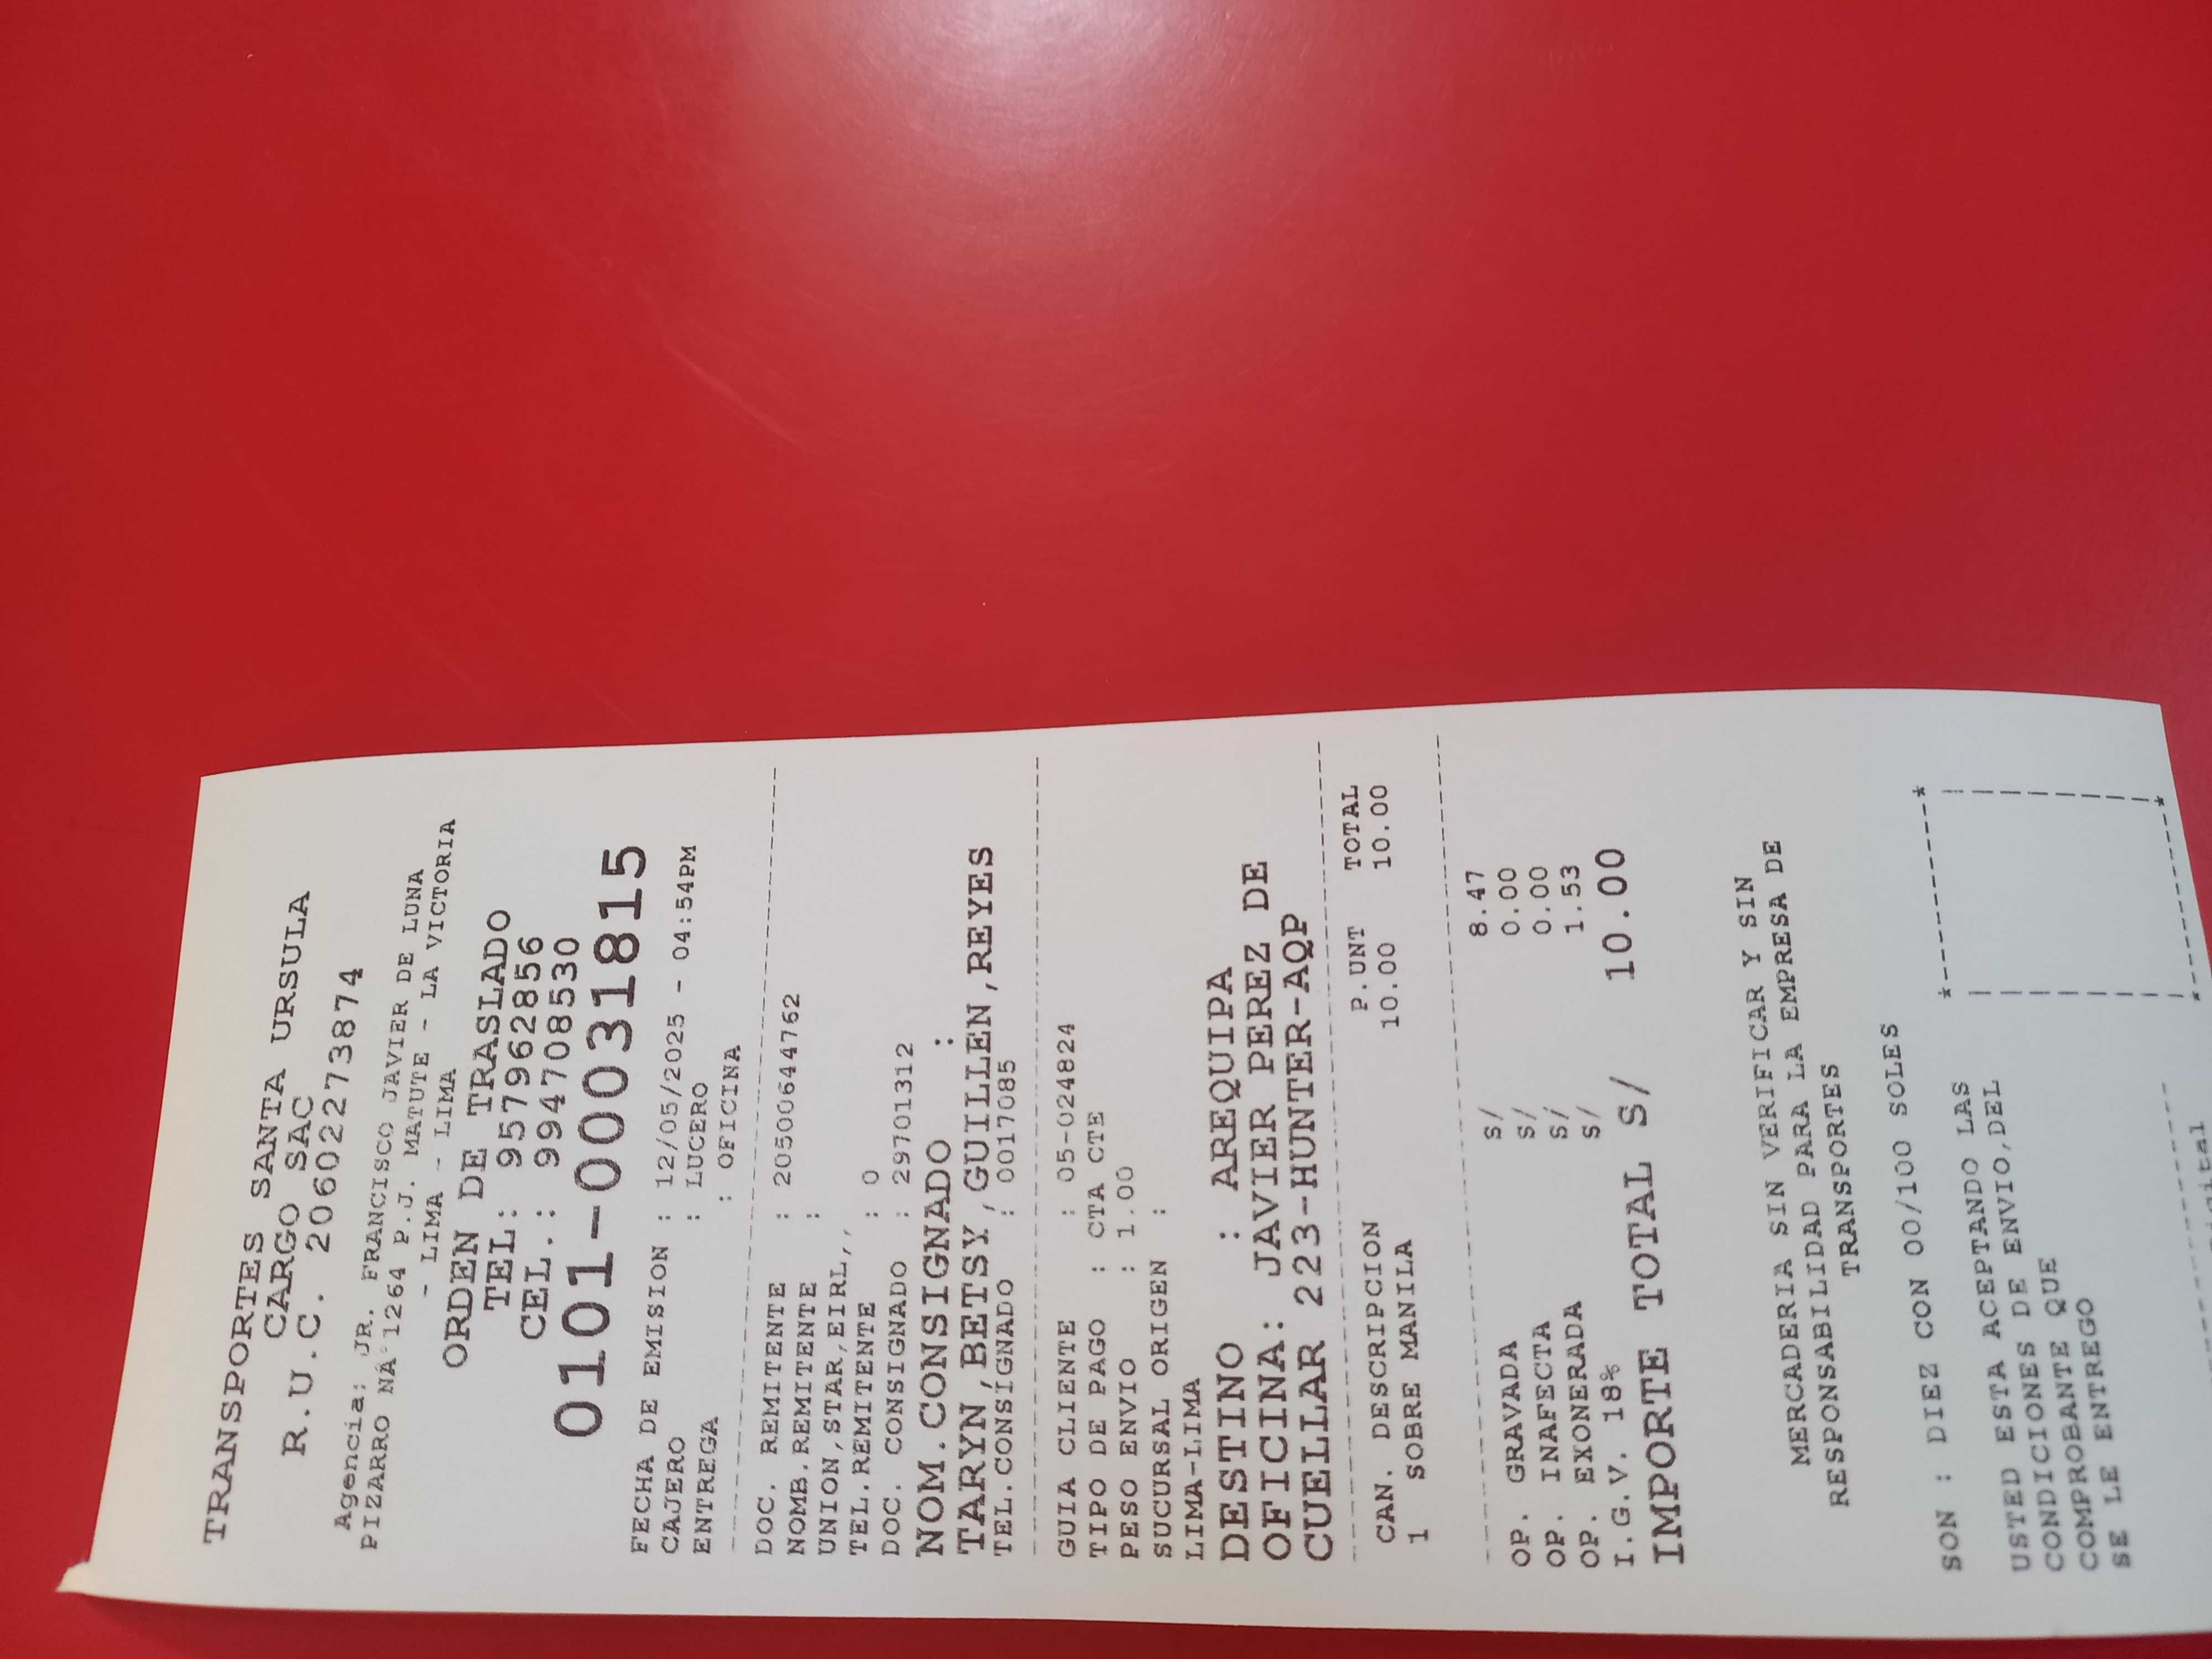 TRANSPORTES SANTA URSULA
CARGO SAC
R.U.C. 20602273874
Agencia: JR. FRANCISCO JAVIER DE LUNA
PIZARRO NÂ°1264 P.J. MATUTE - LA VICTORIA
- LIMA - LIMA
ORDEN DE TRASLADO
TEL: 957962856
CEL.: 994708530
0101-00031815
FECHA DE EMISION : 12/05/2025 - 04:54PM
CAJERO : LUCERO
ENTREGA : OFICINA
DOC. REMITENTE : 20500644762
NOMB.REMITENTE :
UNION,STAR,EIRL,,
TEL.REMITENTE : 0
DOC. CONSIGNADO : 29701312
NOM.CONSIGNADO :
TARYN,BETSY,GUILLEN,REYES
TEL.CONSIGNADO : 0017085
GUIA CLIENTE : 05-024824
TIPO DE PAGO : CTA CTE
PESO ENVIO : 1.00
SUCURSAL ORIGEN :
LIMA-LIMA
DESTINO : AREQUIPA
OFICINA: JAVIER PEREZ DE
CUELLAR 223-HUNTER-AQP
CAN. DESCRIPCION P.UNT TOTAL
1 SOBRE MANILA 10.00 10.00
OP. GRAVADA S/ 8.47
OP. INAFECTA S/ 0.00
OP. EXONERADA S/ 0.00
I.G.V. 18% S/ 1.53
IMPORTE TOTAL S/ 10.00
MERCADERIA SIN VERIFICAR Y SIN
RESPONSABILIDAD PARA LA EMPRESA DE
TRANSPORTES
SON : DIEZ CON 00/100 SOLES
USTED ESTA ACEPTANDO LAS
CONDICIONES DE ENVIO,DEL
COMPROBANTE QUE
SE LE ENTREGO